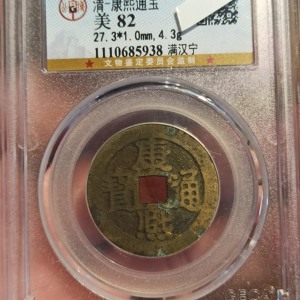 清-康熙通宝
美 82
27.3*1.0mm,4.3g
1110685938 满汉宁
★★★★★★★
文物鉴定委员会监制
康熙通寶